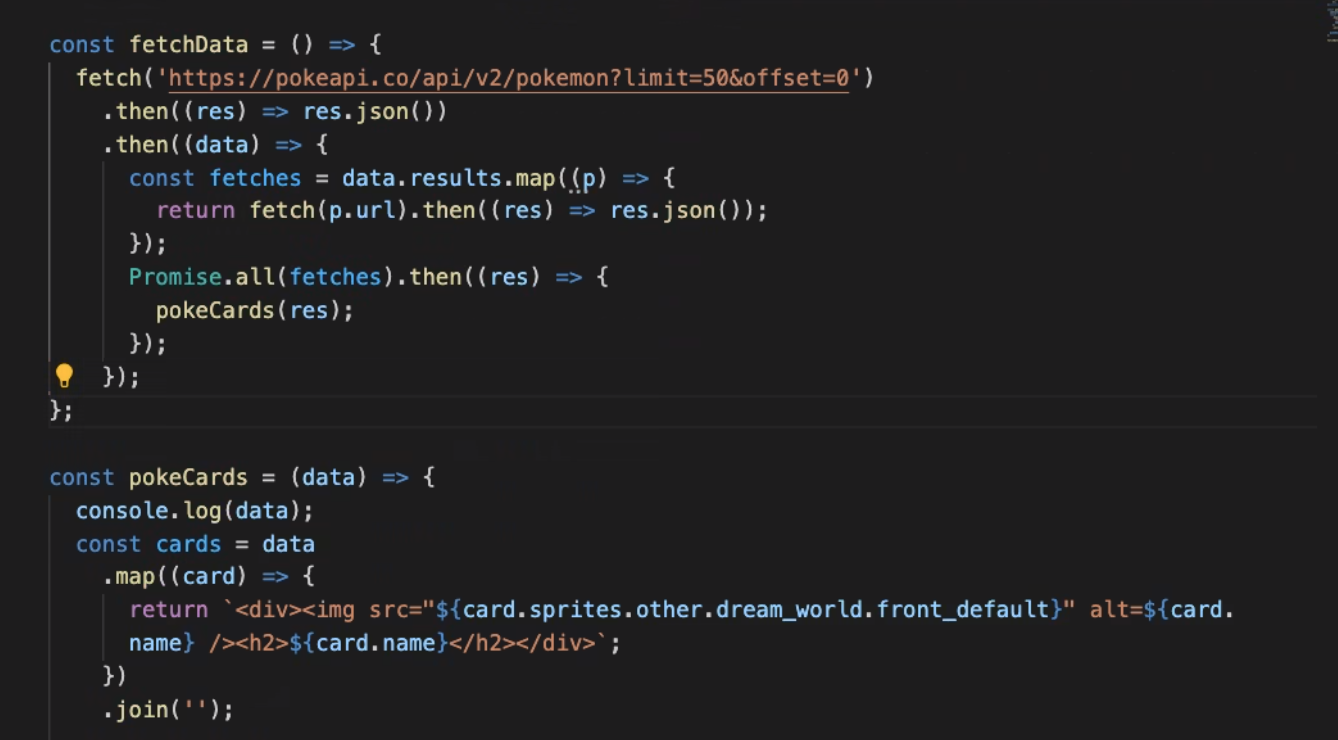 const fetchData = () => {
  fetch('https://pokeapi.co/api/v2/pokemon?limit=50&offset=0')
    .then((res) => res.json())
    .then((data) => {
      const fetches = data.results.map((p) => {
        return fetch(p.url).then((res) => res.json());
      });
      Promise.all(fetches).then((res) => {
        pokeCards(res);
      });
    });
};

const pokeCards = (data) => {
  console.log(data);
  const cards = data
    .map((card) => {
      return `<div><img src="${card.sprites.other.dream_world.front_default}" alt=${card.
      name} /><h2>${card.name}</h2></div>`;
    })
    .join('');